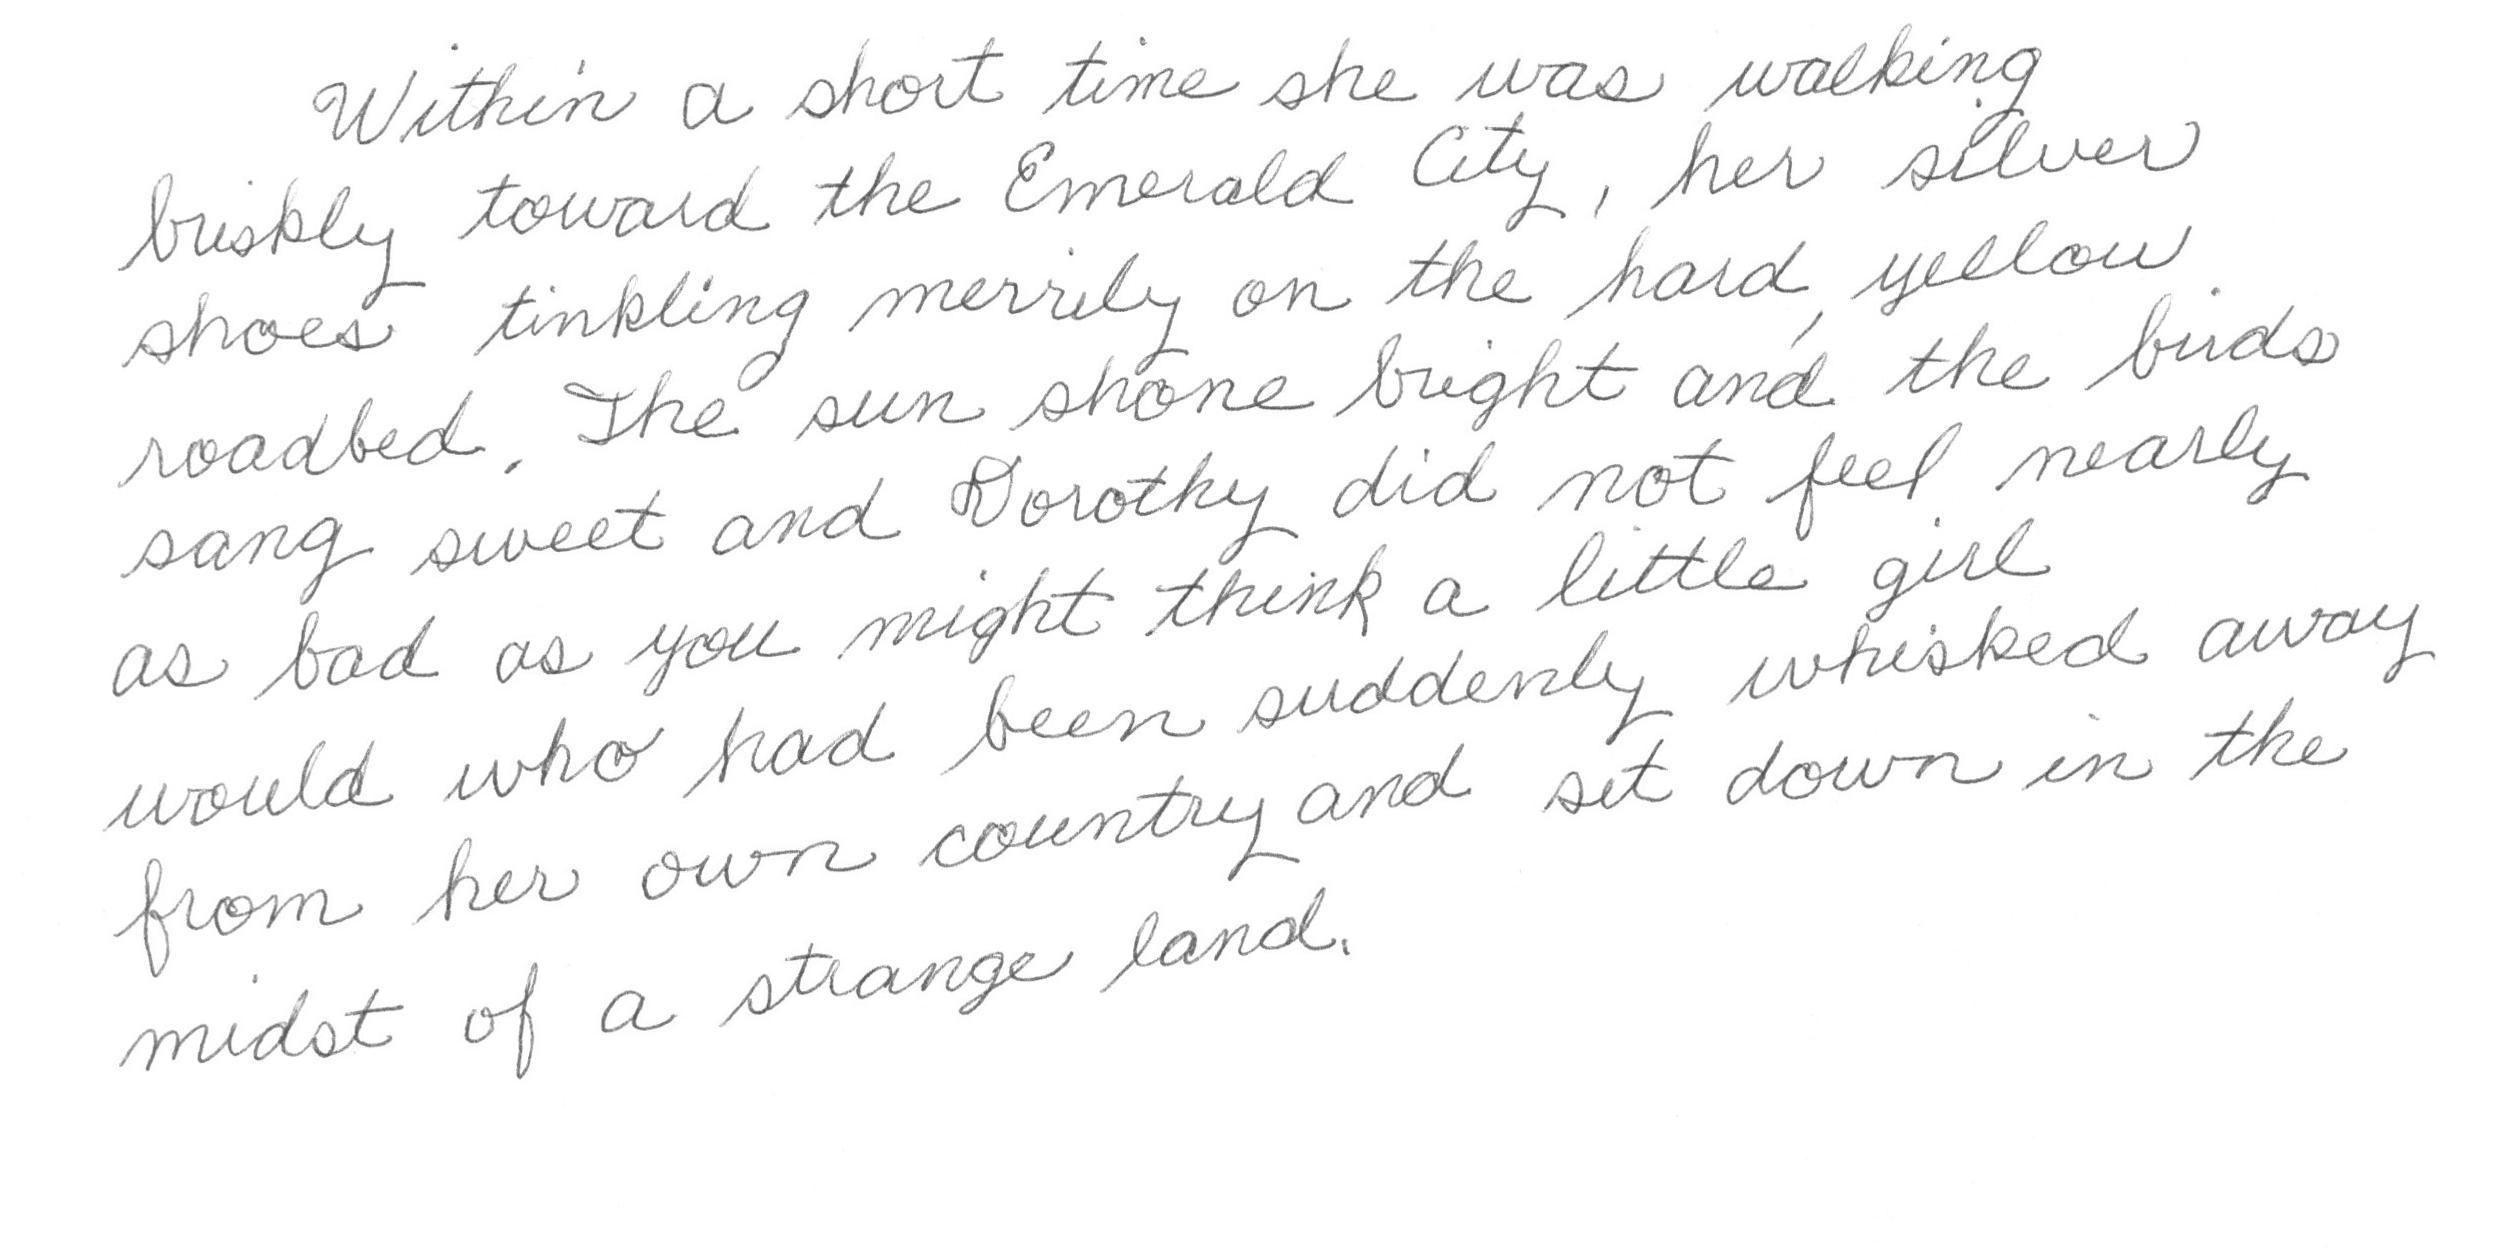 Within a short time she was walking
briskly toward the Emerald City, her silver
shoes tinkling merrily on the hard, yellow
roadbed. The sun shone bright and the birds
sang sweet and Dorothy did not feel nearly
as bad as you might think a little girl
would who had been suddenly whisked away
from her own country and set down in the
midst of a strange land.